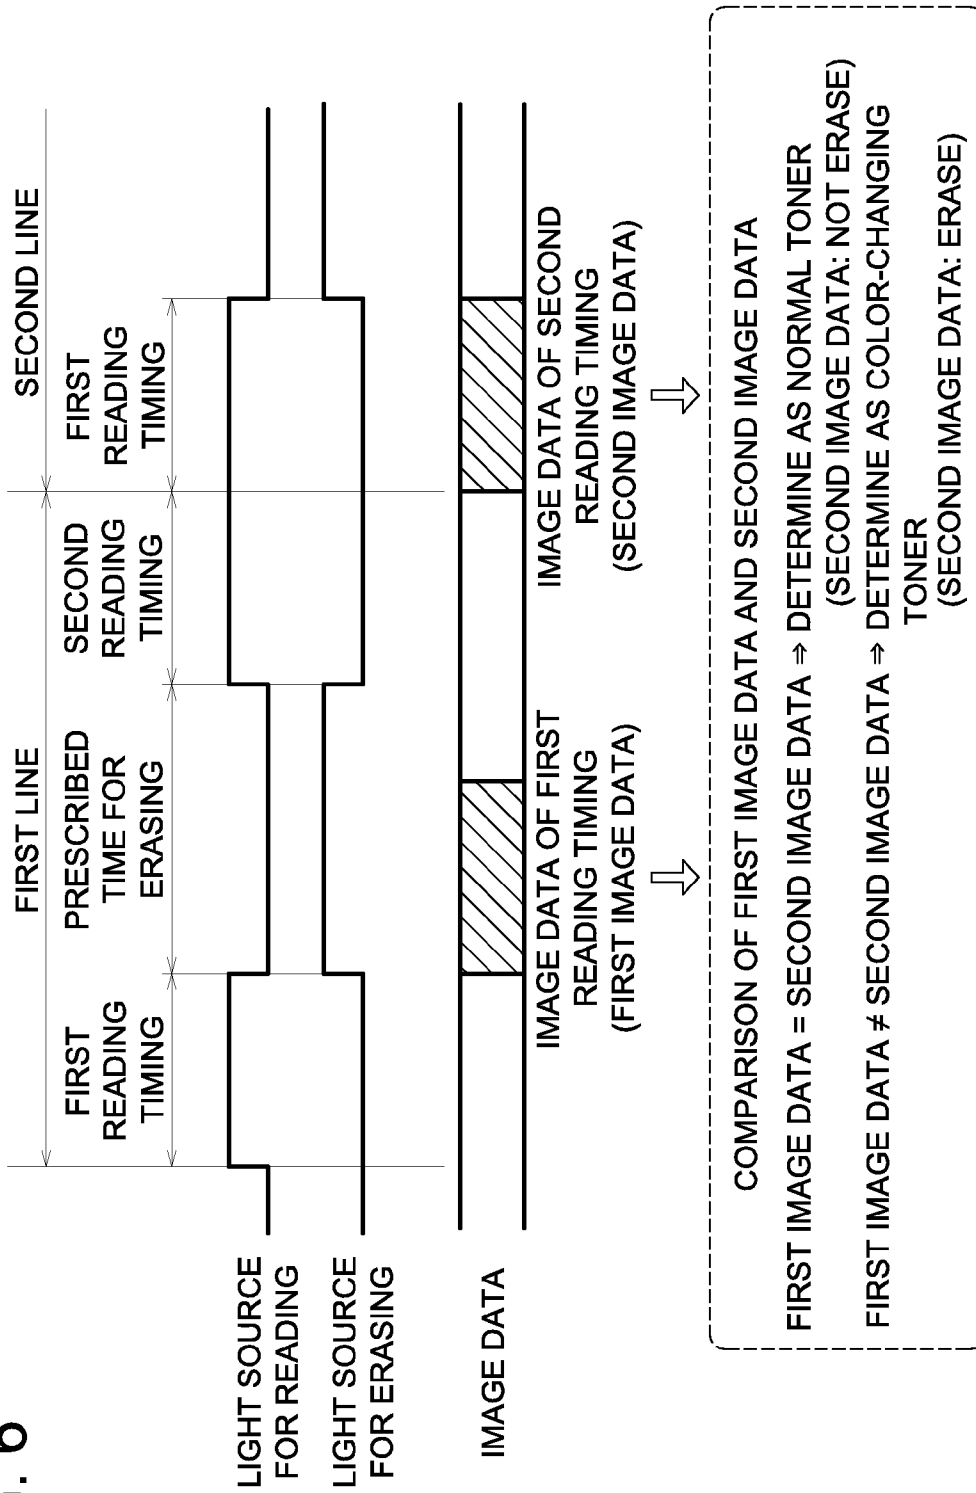 . 6
FIRST LINE
SECOND LINE
FIRST
READING
TIMING
PRESCRIBED
TIME FOR
ERASING
SECOND
READING
TIMING
FIRST
READING
TIMING
LIGHT SOURCE
FOR READING
LIGHT SOURCE
FOR ERASING
IMAGE DATA
IMAGE DATA OF FIRST
READING TIMING
(FIRST IMAGE DATA)
IMAGE DATA OF SECOND
READING TIMING
(SECOND IMAGE DATA)
COMPARISON OF FIRST IMAGE DATA AND SECOND IMAGE DATA
FIRST IMAGE DATA = SECOND IMAGE DATA ⇒ DETERMINE AS NORMAL TONER
(SECOND IMAGE DATA: NOT ERASE)
FIRST IMAGE DATA ≠ SECOND IMAGE DATA ⇒ DETERMINE AS COLOR-CHANGING
TONER
(SECOND IMAGE DATA: ERASE)